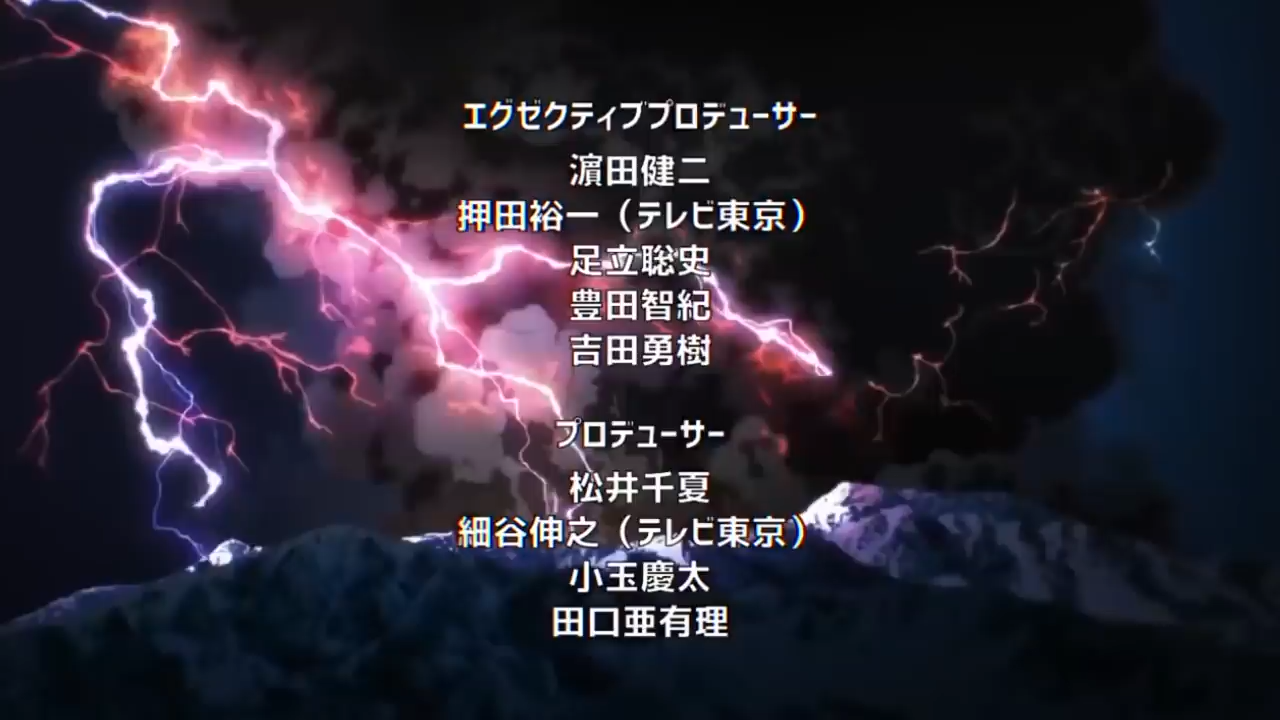 エグゼクティブプロデューサー
濵田健二
押田裕一（テレビ東京）
足立聡史
豊田智紀
吉田勇樹
プロデューサー
松井千夏
細谷伸之（テレビ東京）
小玉慶太
田口亜有理